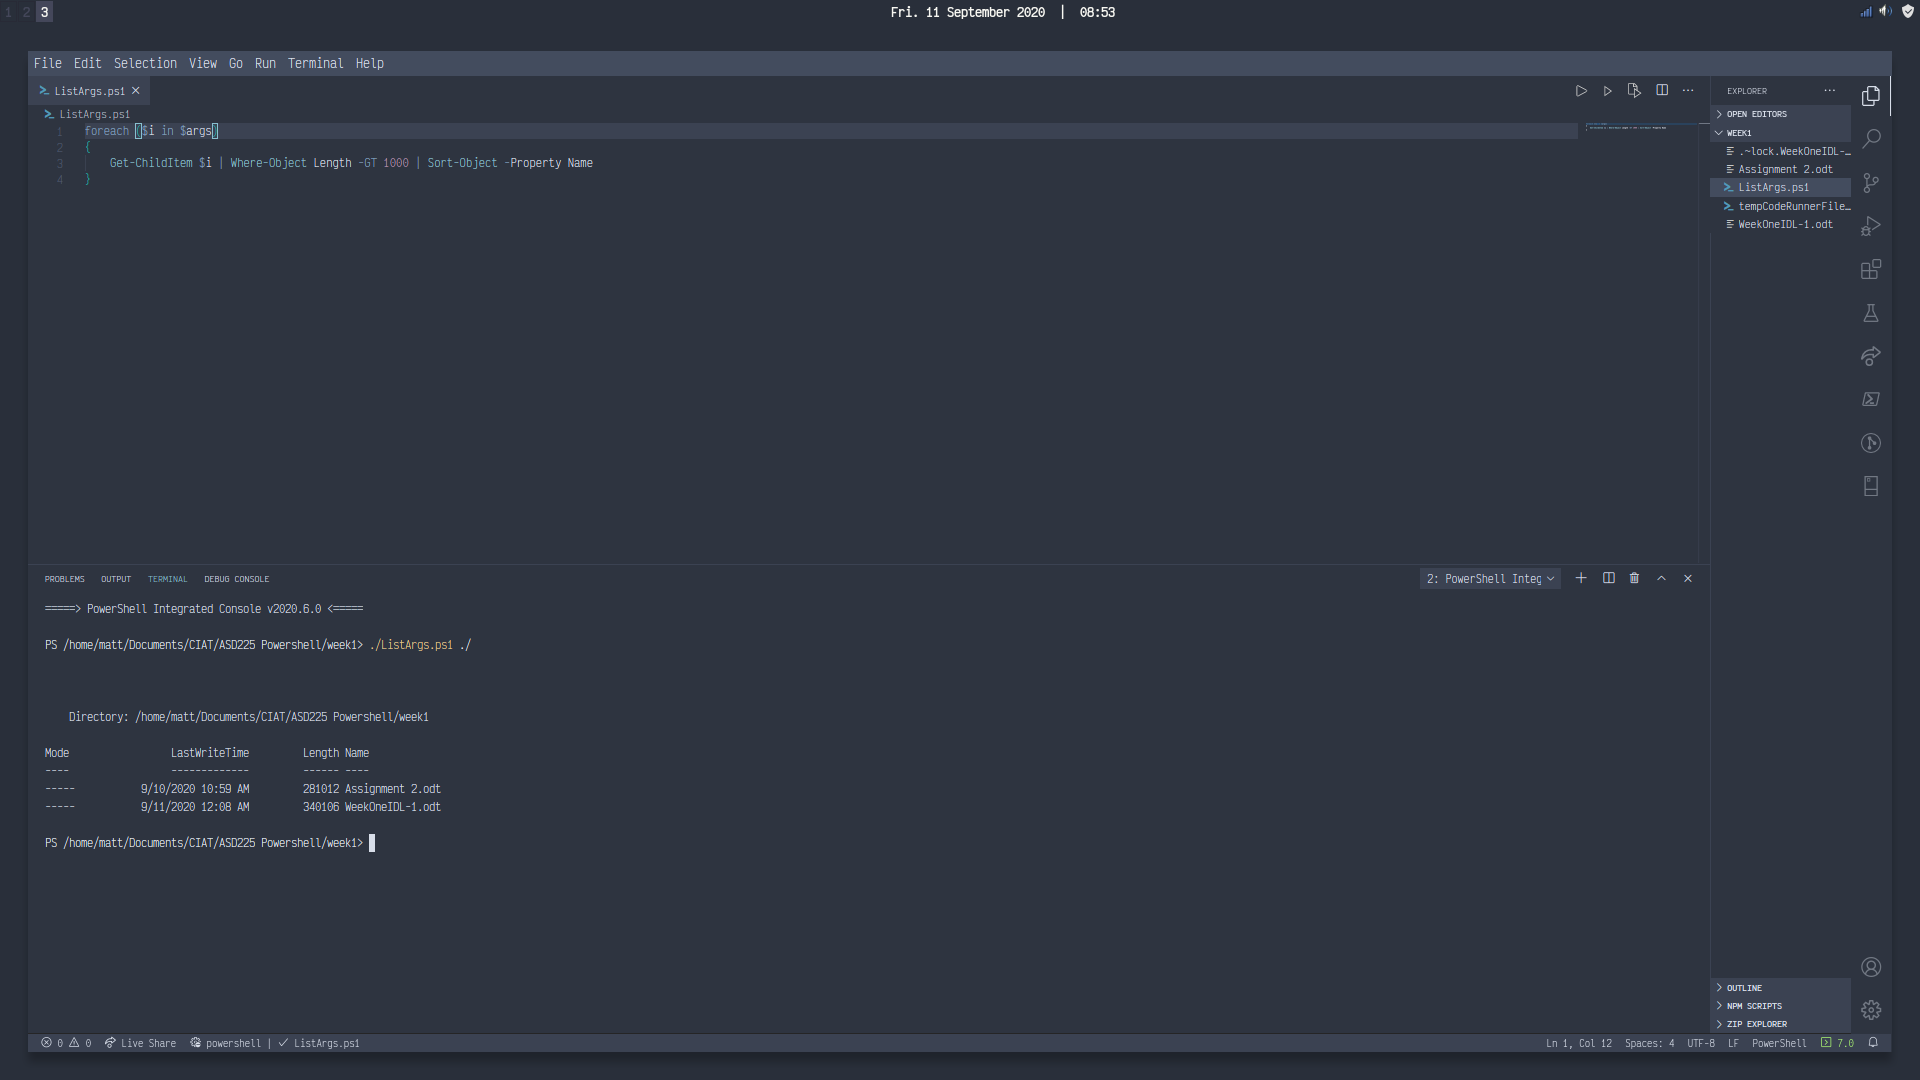 1 2 3
Fri. 11 September 2020 | 08:53
File Edit Selection View Go Run Terminal Help
ListArgs.ps1
ListArgs.ps1
1 foreach ($i in $args)
2 {
3 Get-ChildItem $i | Where-Object Length -GT 1000 | Sort-Object -Property Name
4 }
EXPLORER
OPEN EDITORS
WEEK1
.~lock.WeekOneIDL-…
Assignment 2.odt
ListArgs.ps1
tempCodeRunnerFile…
WeekOneIDL-1.odt
PROBLEMS OUTPUT TERMINAL DEBUG CONSOLE
2: PowerShell Integ
=====> PowerShell Integrated Console v2020.6.0 <=====
PS /home/matt/Documents/CIAT/ASD225 Powershell/week1> ./ListArgs.ps1 ./
Directory: /home/matt/Documents/CIAT/ASD225 Powershell/week1
Mode LastWriteTime Length Name
---- ------------- ------ ----
----- 9/10/2020 10:59 AM 281012 Assignment 2.odt
----- 9/11/2020 12:08 AM 340106 WeekOneIDL-1.odt
PS /home/matt/Documents/CIAT/ASD225 Powershell/week1>
OUTLINE
NPM SCRIPTS
ZIP EXPLORER
0 0 Live Share powershell | ListArgs.ps1
Ln 1, Col 12 Spaces: 4 UTF-8 LF PowerShell 7.0